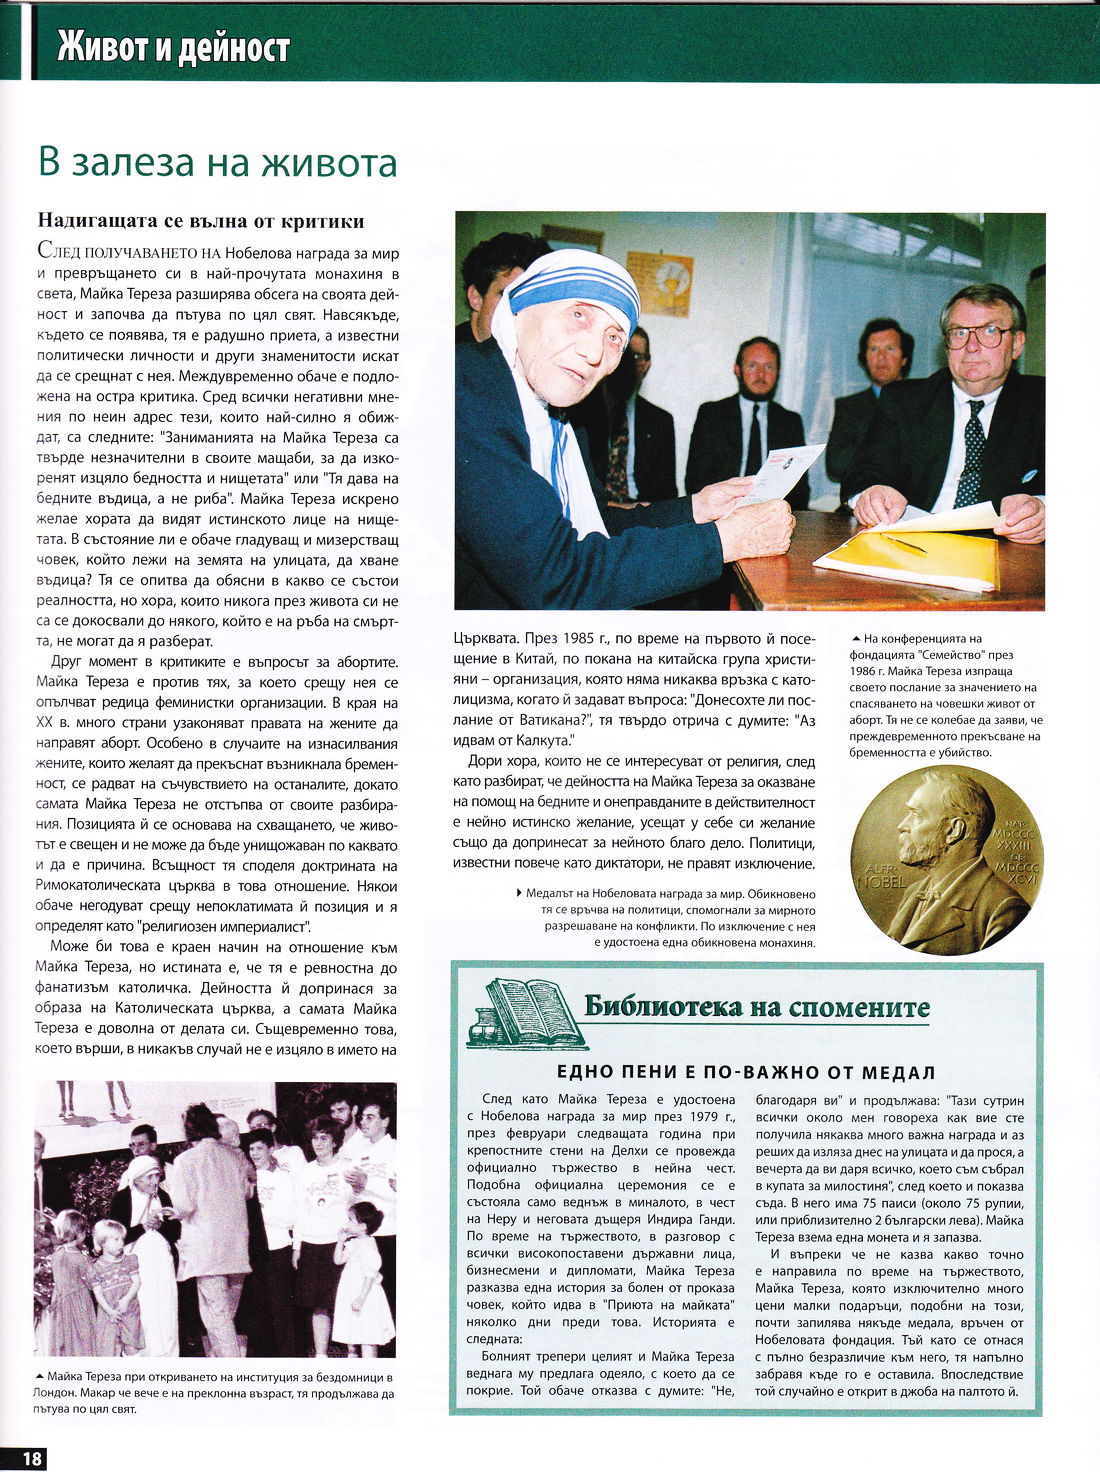 Живот и дейност
В залеза на живота
Надигащата се вълна от критики
СЛЕД ПОЛУЧАВАНЕТО НА Нобелова награда за мир
и превръщането си в най-прочутата монахиня в
света, Майка Тереза разширява обсега на своята дей-
ност и започва да пътува по цял свят. Навсякъде,
където се появява, тя е радушно приета, а известни
политически личности и други знаменитости искат
да се срещнат с нея. Междувременно обаче е подло-
жена на остра критика. Сред всички негативни мне-
ния по неин адрес тези, които най-силно я обиж-
дат, са следните: "Заниманията на Майка Тереза са
твърде незначителни в своите мащаби, за да изко-
ренят изцяло бедността и нищетата" или "Тя дава на
бедните въдица, а не риба". Майка Тереза искрено
желае хората да видят истинското лице на нище-
тата. В състояние ли е обаче гладуващ и мизерстващ
човек, който лежи на земята на улицата, да хване
въдица? Тя се опитва да обясни в какво се състои
реалността, но хора, които никога през живота си не
са се докосвали до някого, който е на ръба на смърт-
та, не могат да я разберат.
Друг момент в критиките е въпросът за абортите.
Майка Тереза е против тях, за което срещу нея се
опълчват редица феминистки организации. В края на
XX в. много страни узаконяват правата на жените да
направят аборт. Особено в случаите на изнасилвания
жените, които желаят да прекъснат възникнала бремен-
ност, се радват на съчувствието на останалите, докато
самата Майка Тереза не отстъпва от своите разбира-
ния. Позицията й се основава на схващането, че живо-
тът е свещен и не може да бъде унищожаван по каквато
и да е причина. Всъщност тя споделя доктрината на
Римокатолическата църква в това отношение. Някои
обаче негодуват срещу непоклатимата й позиция и я
определят като "религиозен империалист".
Може би това е краен начин на отношение към
Майка Тереза, но истината е, че тя е ревностна до
фанатизъм католичка. Дейността й допринася за
образа на Католическата църква, а самата Майка
Тереза е доволна от делата си. Същевременно това,
което върши, в никакъв случай не е изцяло в името на
Майка Тереза при откриването на институция за бездомници в
Лондон. Макар че вече е на преклонна възраст, тя продължава да
пътува по цял свят.
Църквата. През 1985 г., по време на първото й посе-
щение в Китай, по покана на китайска група христи-
яни – организация, която няма никаква връзка с като-
лицизма, когато й задават въпроса: "Донесохте ли пос-
лание от Ватикана?", тя твърдо отрича с думите: "Аз
идвам от Калкута."
Дори хора, които не се интересуват от религия, след
като разбират, че дейността на Майка Тереза за оказване
на помощ на бедните и онеправданите в действителност
е нейно истинско желание, усещат у себе си желание
също да допринесат за нейното благо дело. Политици,
известни повече като диктатори, не правят изключение.
Медалът на Нобеловата награда за мир. Обикновено
тя се връчва на политици, спомогнали за мирното
разрешаване на конфликти. По изключение с нея
е удостоена една обикновена монахиня.
На конференцията на
фондацията "Семейство" през
1986 г. Майка Тереза изпраща
своето послание за значението на
спасяването на човешки живот от
аборт. Тя не се колебае да заяви, че
преждевременното прекъсване на
бременността е убийство.
ALFR·
NOBEL
NAT·
MDCCC
XXXIII
OB·
MDCCC
XCVI
Библиотека на спомените
ЕДНО ПЕНИ Е ПО-ВАЖНО ОТ МЕДАЛ
След като Майка Тереза е удостоена
с Нобелова награда за мир през 1979 г.,
през февруари следващата година при
крепостните стени на Делхи се провежда
официално тържество в нейна чест.
Подобна официална церемония се е
състояла само веднъж в миналото, в чест
на Неру и неговата дъщеря Индира Ганди.
По време на тържеството, в разговор с
всички високопоставени държавни лица,
бизнесмени и дипломати, Майка Тереза
разказва една история за болен от проказа
човек, който идва в "Приюта на майката"
няколко дни преди това. Историята е
следната:
Болният трепери целият и Майка Тереза
веднага му предлага одеяло, с което да се
покрие. Той обаче отказва с думите: "Не,
благодаря ви" и продължава: "Тази сутрин
всички около мен говореха как вие сте
получила някаква много важна награда и аз
реших да изляза днес на улицата и да прося, а
вечерта да ви даря всичко, което съм събрал
в купата за милостиня", след което и показва
съда. В него има 75 паиси (около 75 рупии,
или приблизително 2 български лева). Майка
Тереза взема една монета и я запазва.
И въпреки че не казва какво точно
е направила по време на тържеството,
Майка Тереза, която изключително много
цени малки подаръци, подобни на този,
почти запилява някъде медала, връчен от
Нобеловата фондация. Тъй като се отнася
с пълно безразличие към него, тя напълно
забравя къде го е оставила. Впоследствие
той случайно е открит в джоба на палтото й.
18